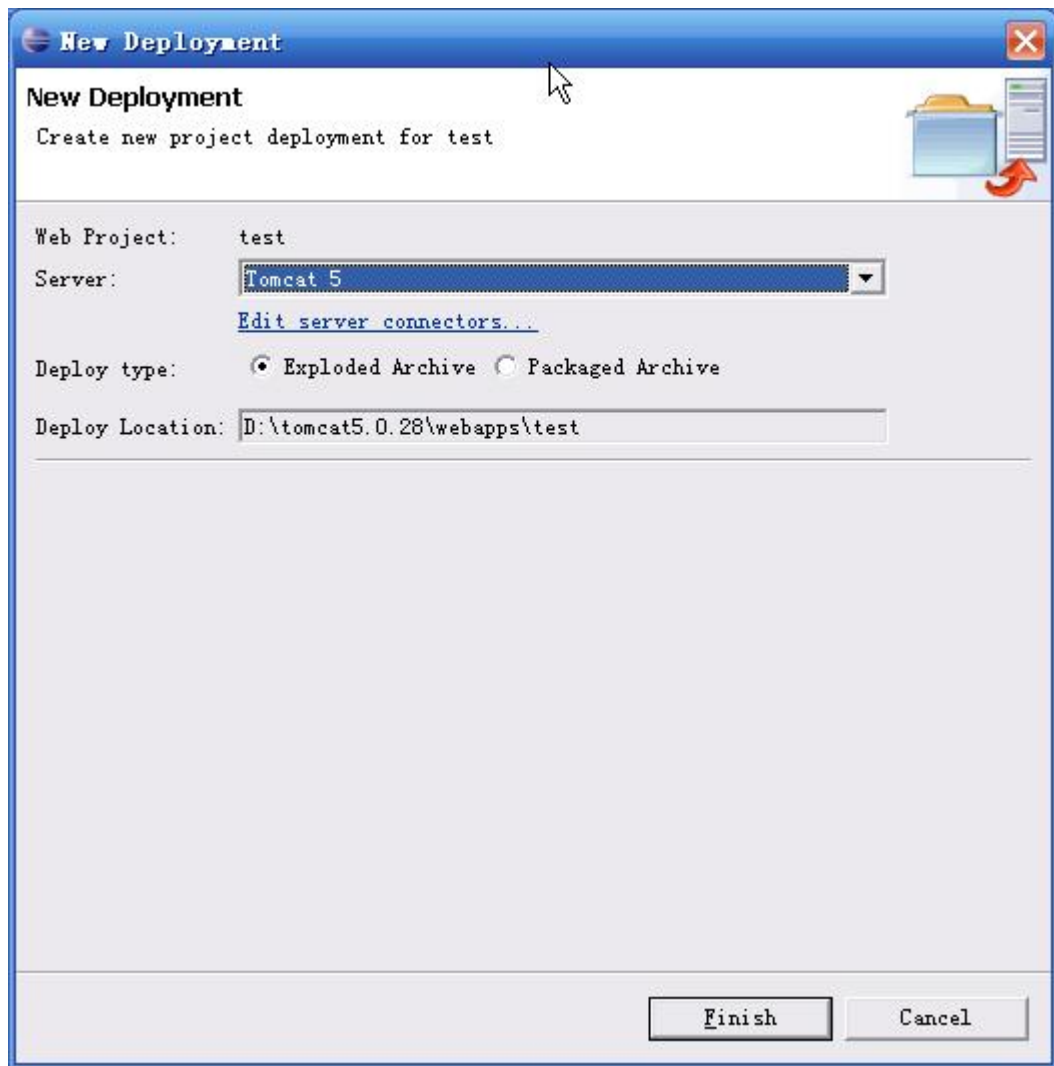 New Deployment
New Deployment
Create new project deployment for test
Web Project: test
Server: Tomcat 5
Edit server connectors...
Deploy type: Exploded Archive Packaged Archive
Deploy Location: D:\tomcat5.0.28\webapps\test
Finish Cancel